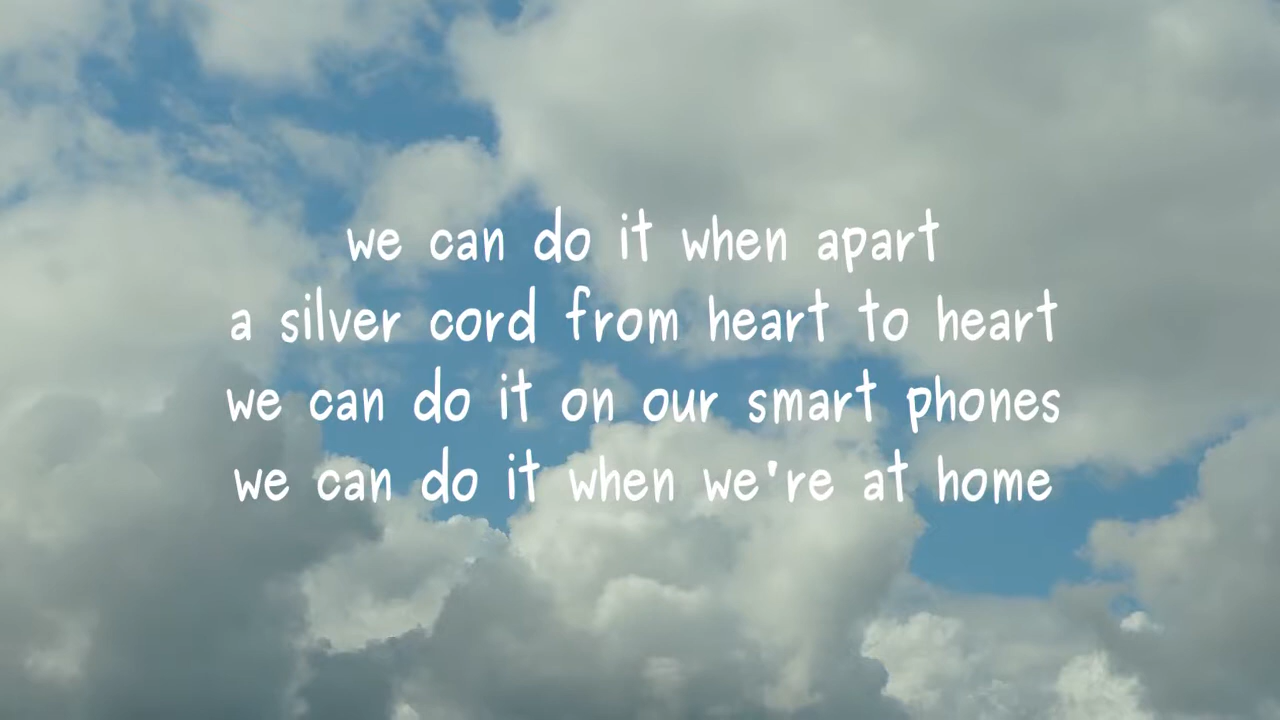 we can do it when apart
a silver cord from heart to heart
we can do it on our smart phones
we can do it when we're at home